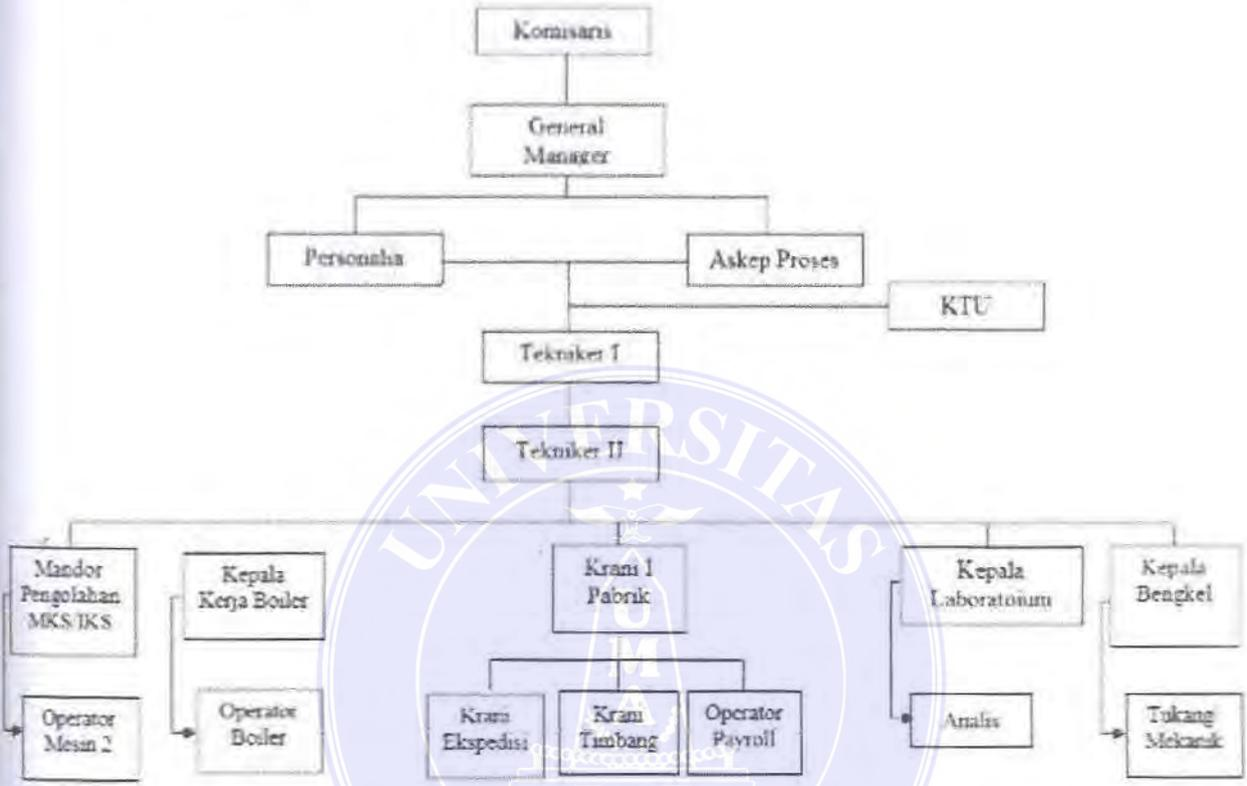 Komisaris
General
Manager
Personalia
Askep Proses
KTU
Tekniker I
Tekniker II
UNIVERSITAS
Mandor
Pengolahan
MKS/IKS
Kepala
Kerja Boiler
Krani I
Pabrik
Kepala
Laboratoium
Kepala
Bengkel
UMA
Operator
Mesin 2
Operator
Boiler
Krani
Ekspedisi
Krani
Timbang
Operator
Payroll
Analis
Tukang
Mekanik